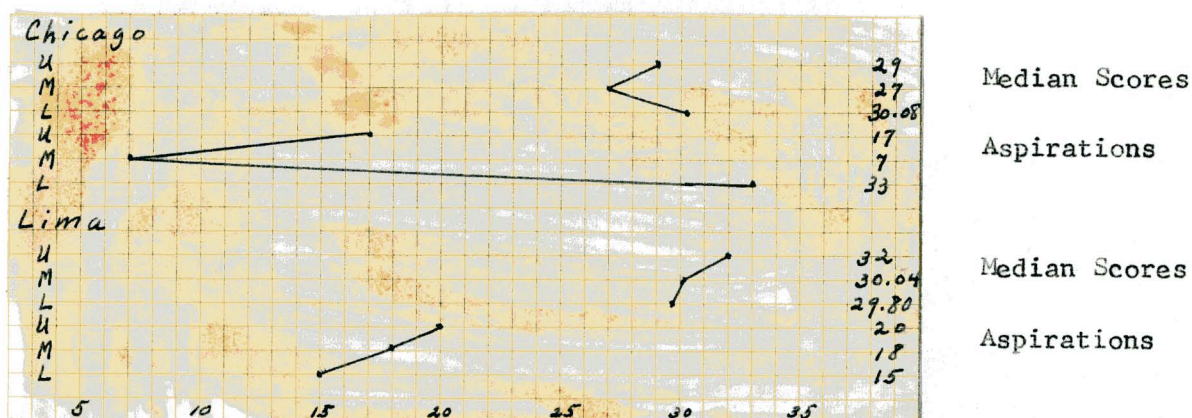 Chicago
U 29
M 27 Median Scores
L 30.08
U 17 Aspirations
M 7
L 33
Lima
U 32
M 30.04 Median Scores
L 29.80
U 20
M 18 Aspirations
L 15
5 10 15 20 25 30 35